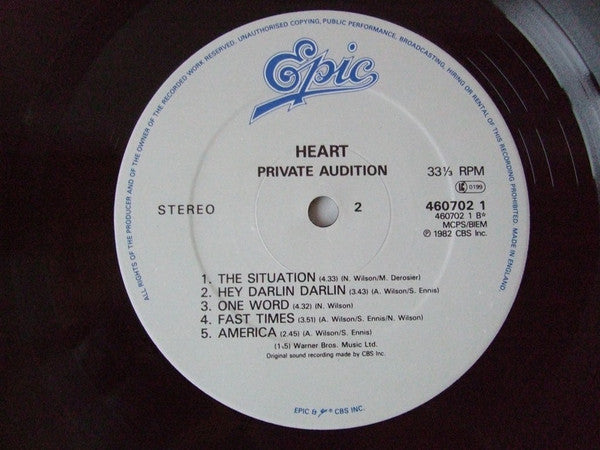 ALL RIGHTS OF THE PRODUCER AND OF THE OWNER OF THE RECORDED WORK RESERVED. UNAUTHORISED COPYING, PUBLIC PERFORMANCE, BROADCASTING, HIRING OR RENTAL OF THIS RECORDING PROHIBITED. MADE IN ENGLAND.
Epic
HEART
PRIVATE AUDITION
33⅓ RPM
LC 0199
STEREO
2
460702 1
460702 1 B*
MCPS/BIEM
℗ 1982 CBS Inc.
1. THE SITUATION (4.33) (N. Wilson/M. Derosier)
2. HEY DARLIN DARLIN (3.43) (A. Wilson/S. Ennis)
3. ONE WORD (4.32) (N. Wilson)
4. FAST TIMES (3.51) (A. Wilson/S. Ennis/N. Wilson)
5. AMERICA (2.45) (A. Wilson/S. Ennis)
(1-5) Warner Bros. Music Ltd.
Original sound recording made by CBS Inc.
EPIC & ® CBS INC.